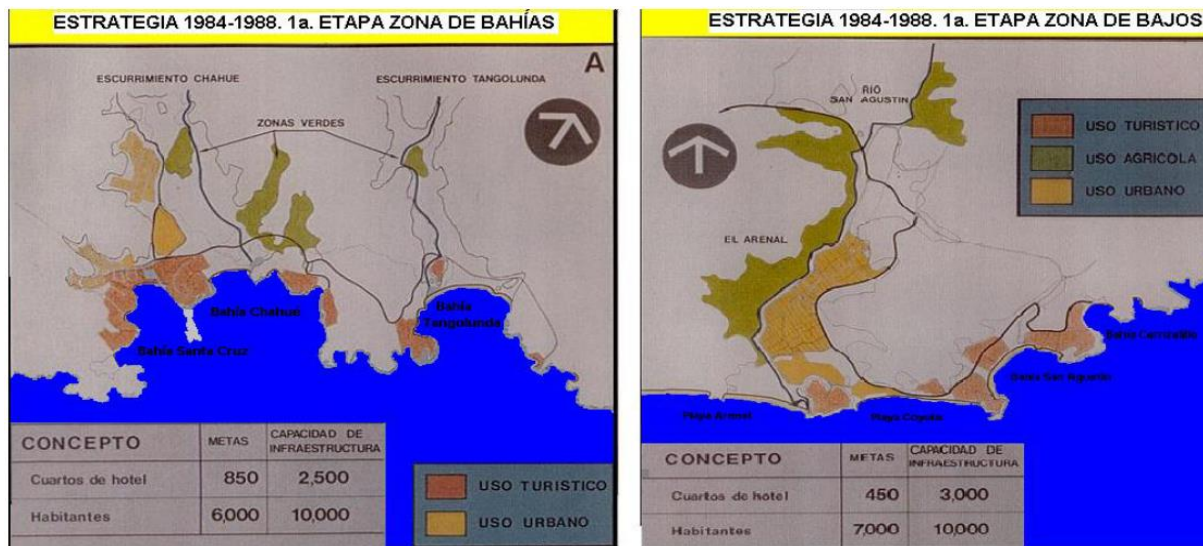 ESTRATEGIA 1984-1988. 1a. ETAPA ZONA DE BAHÍAS
A
ESCURRIMIENTO CHAHUE
ESCURRIMIENTO TANGOLUNDA
ZONAS VERDES
Bahía Chahue
Bahía
Tangolunda
Bahía Santa Cruz
CONCEPTO
METAS
CAPACIDAD DE
INFRAESTRUCTURA
Cuartos de hotel
850
2,500
Habitantes
6,000
10,000
USO TURISTICO
USO URBANO
ESTRATEGIA 1984-1988. 1a. ETAPA ZONA DE BAJOS
RIO
SAN AGUSTIN
USO TURISTICO
USO AGRICOLA
USO URBANO
EL ARENAL
Bahía San Agustín
Playa Arenal
Playa Coyote
CONCEPTO
METAS
CAPACIDAD DE
INFRAESTRUCTURA
Cuartos de hotel
450
3,000
Habitantes
7,000
10,000